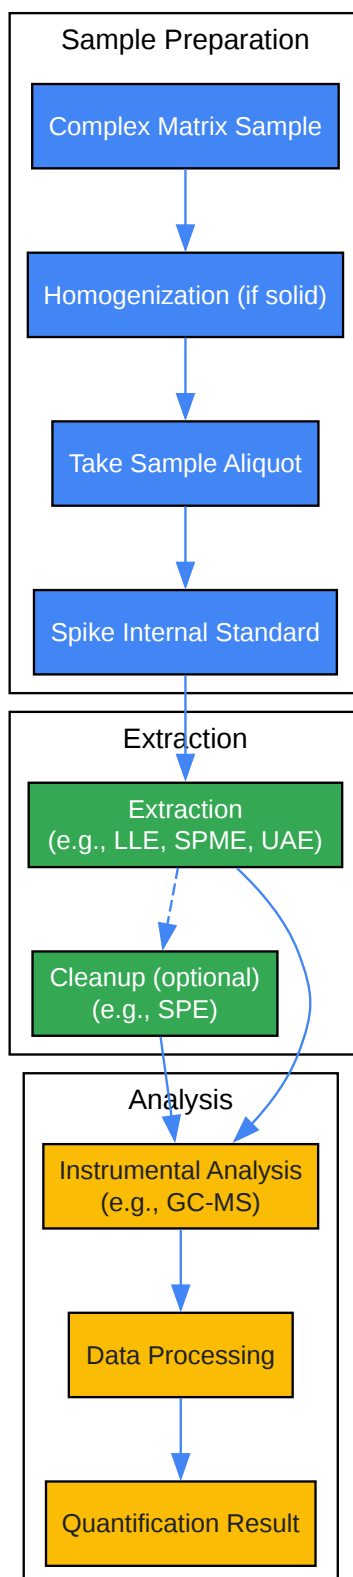 Sample Preparation
Complex Matrix Sample
Homogenization (if solid)
Take Sample Aliquot
Spike Internal Standard
Extraction
Extraction
(e.g., LLE, SPME, UAE)
Cleanup (optional)
(e.g., SPE)
Analysis
Instrumental Analysis
(e.g., GC-MS)
Data Processing
Quantification Result